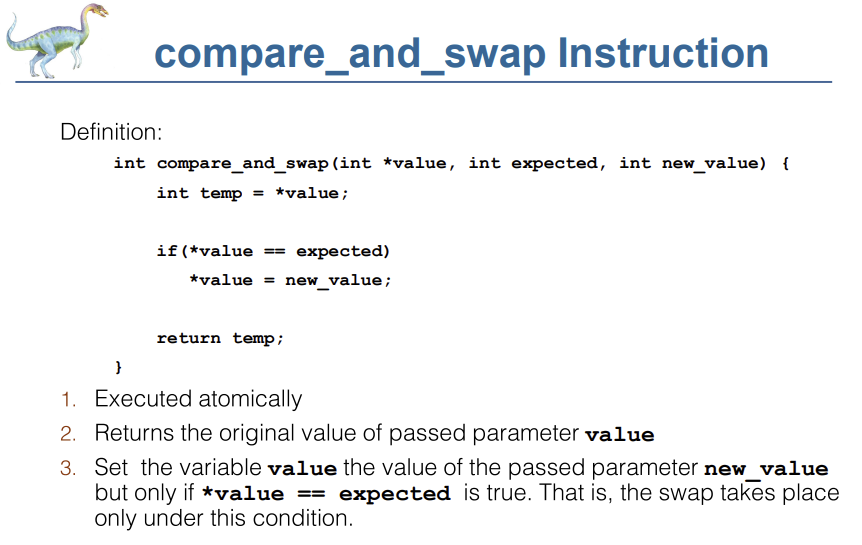 compare_and_swap Instruction
Definition:
int compare_and_swap(int *value, int expected, int new_value) {
int temp = *value;
if(*value == expected)
*value = new_value;
return temp;
}
1. Executed atomically
2. Returns the original value of passed parameter value
3. Set the variable value the value of the passed parameter new_value
but only if *value == expected is true. That is, the swap takes place
only under this condition.